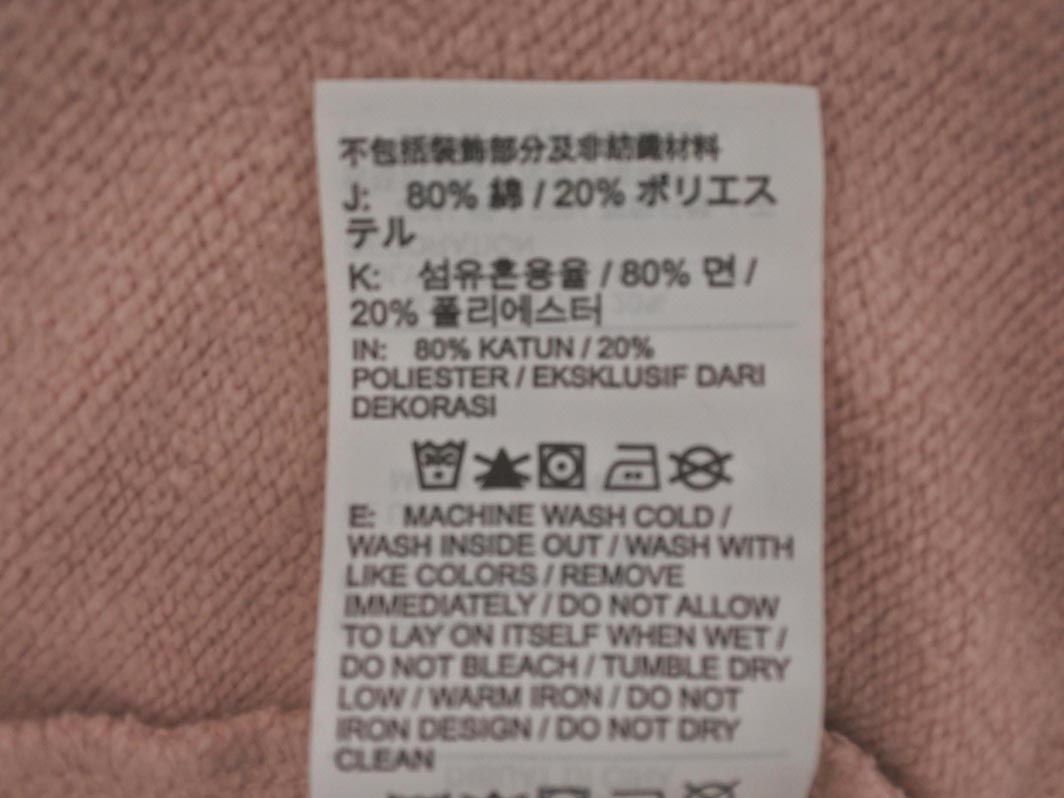 不包括裝飾部分及非紡織材料
J: 80% 綿 / 20% ポリエス
テル
K: 섬유혼용율 / 80% 면 /
20% 폴리에스터
IN: 80% KATUN / 20%
POLIESTER / EKSKLUSIF DARI
DEKORASI
E: MACHINE WASH COLD /
WASH INSIDE OUT / WASH WITH
LIKE COLORS / REMOVE
IMMEDIATELY / DO NOT ALLOW
TO LAY ON ITSELF WHEN WET /
DO NOT BLEACH / TUMBLE DRY
LOW / WARM IRON / DO NOT
IRON DESIGN / DO NOT DRY
CLEAN